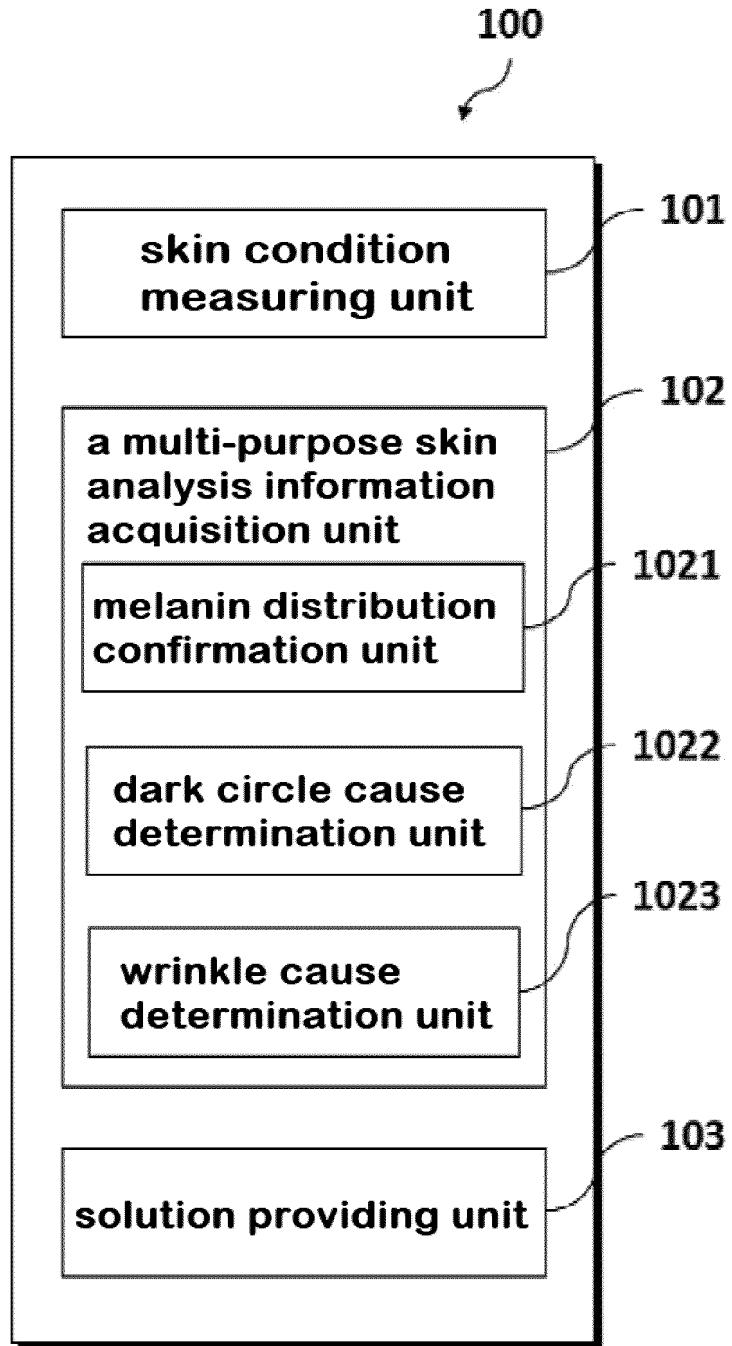 100
skin condition
measuring unit
101
102
a multi-purpose skin
analysis information
acquisition unit
1021
melanin distribution
confirmation unit
1022
dark circle cause
determination unit
1023
wrinkle cause
determination unit
103
solution providing unit